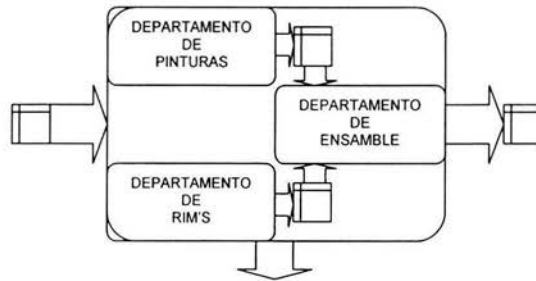 DEPARTAMENTO
DE
PINTURAS
DEPARTAMENTO
DE
ENSAMBLE
DEPARTAMENTO
DE
RIM'S